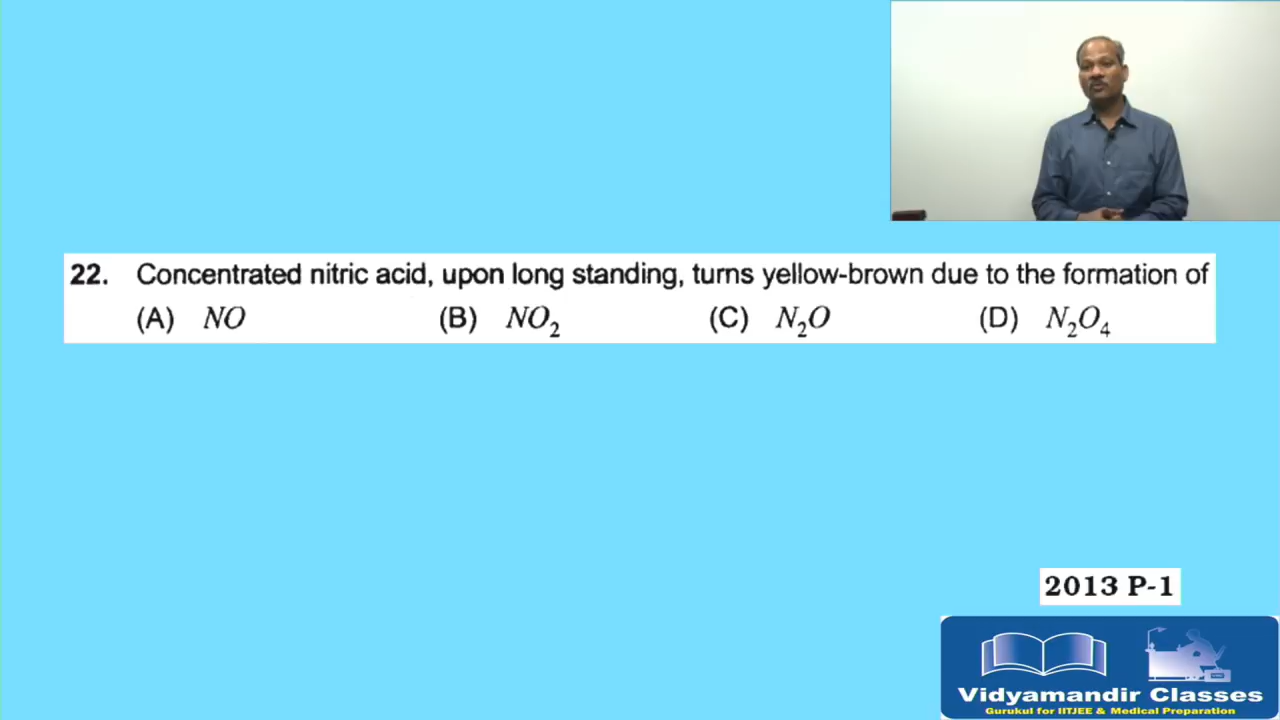 22. Concentrated nitric acid, upon long standing, turns yellow-brown due to the formation of
(A) NO (B) NO₂ (C) N₂O (D) N₂O₄
2013 P-1
Vidyamandir Classes
Gurukul for IITJEE & Medical Preparation